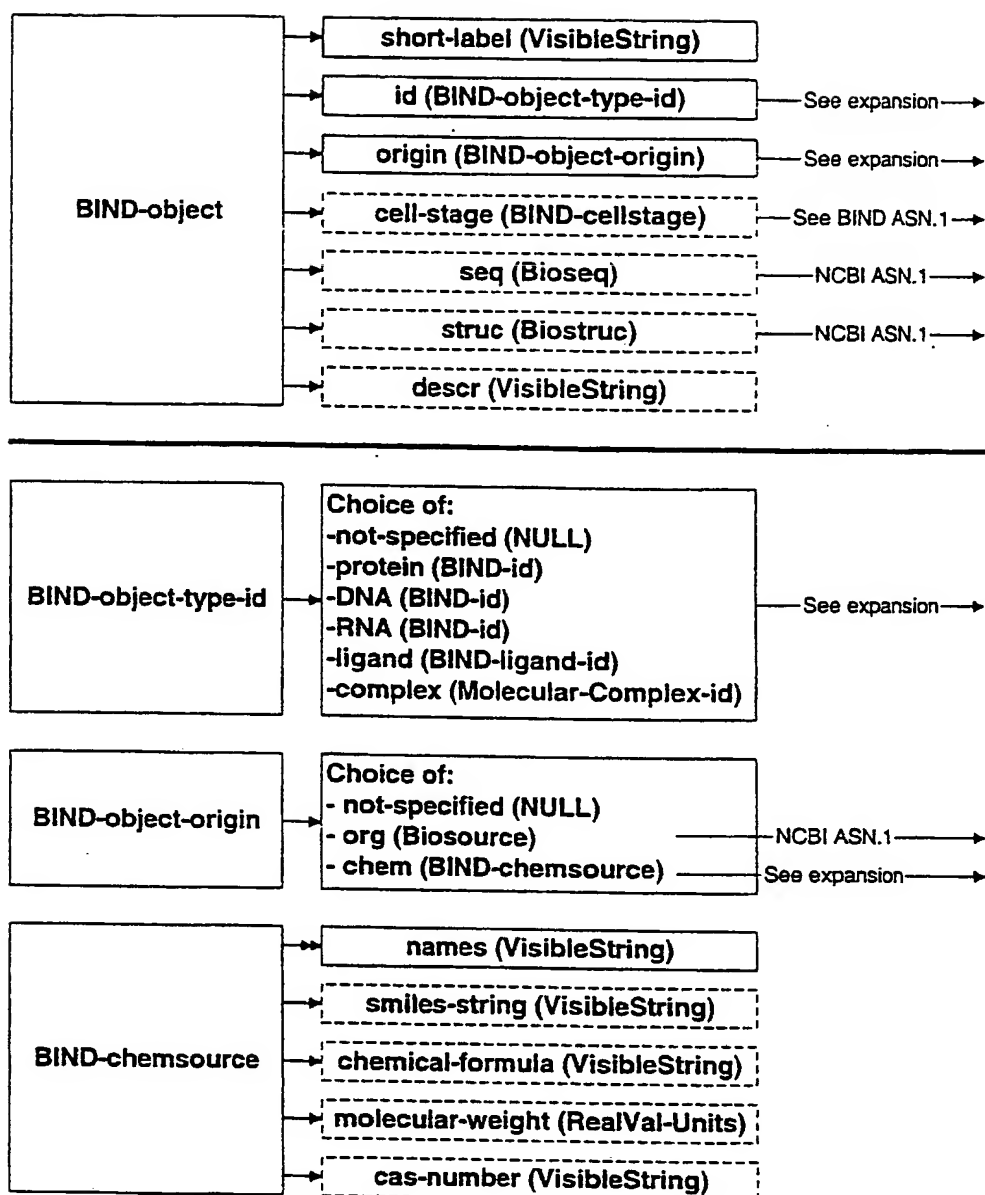 BIND-object
short-label (VisibleString)
id (BIND-object-type-id)
See expansion
origin (BIND-object-origin)
See expansion
cell-stage (BIND-cellstage)
See BIND ASN.1
seq (Bioseq)
NCBI ASN.1
struc (Biostruc)
NCBI ASN.1
descr (VisibleString)
BIND-object-type-id
Choice of:
-not-specified (NULL)
-protein (BIND-id)
-DNA (BIND-id)
-RNA (BIND-id)
-ligand (BIND-ligand-id)
-complex (Molecular-Complex-id)
See expansion
BIND-object-origin
Choice of:
- not-specified (NULL)
- org (Biosource)
NCBI ASN.1
- chem (BIND-chemsource)
See expansion
BIND-chemsource
names (VisibleString)
smiles-string (VisibleString)
chemical-formula (VisibleString)
molecular-weight (RealVal-Units)
cas-number (VisibleString)